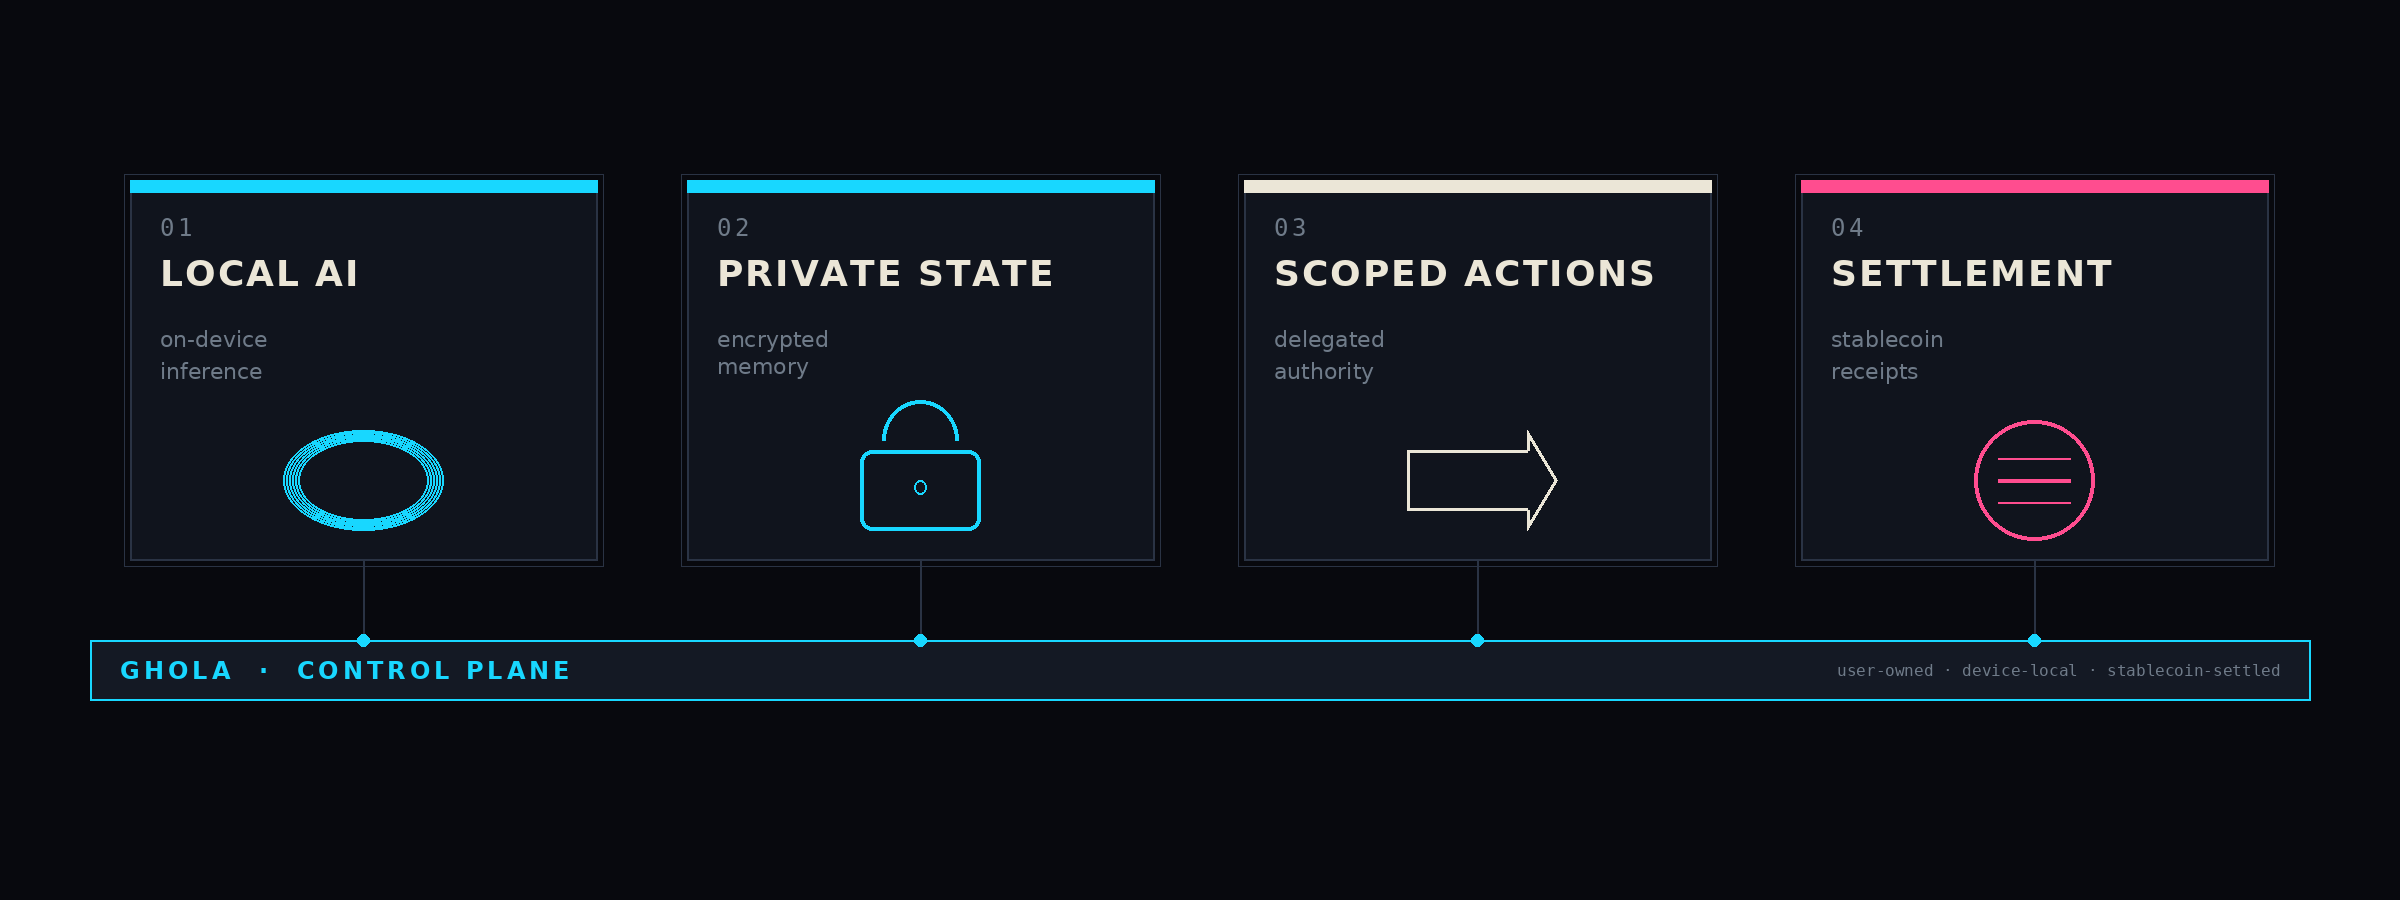 01
LOCAL AI
on-device
inference
02
PRIVATE STATE
encrypted
memory
03
SCOPED ACTIONS
delegated
authority
04
SETTLEMENT
stablecoin
receipts
GHOLA · CONTROL PLANE
user-owned · device-local · stablecoin-settled